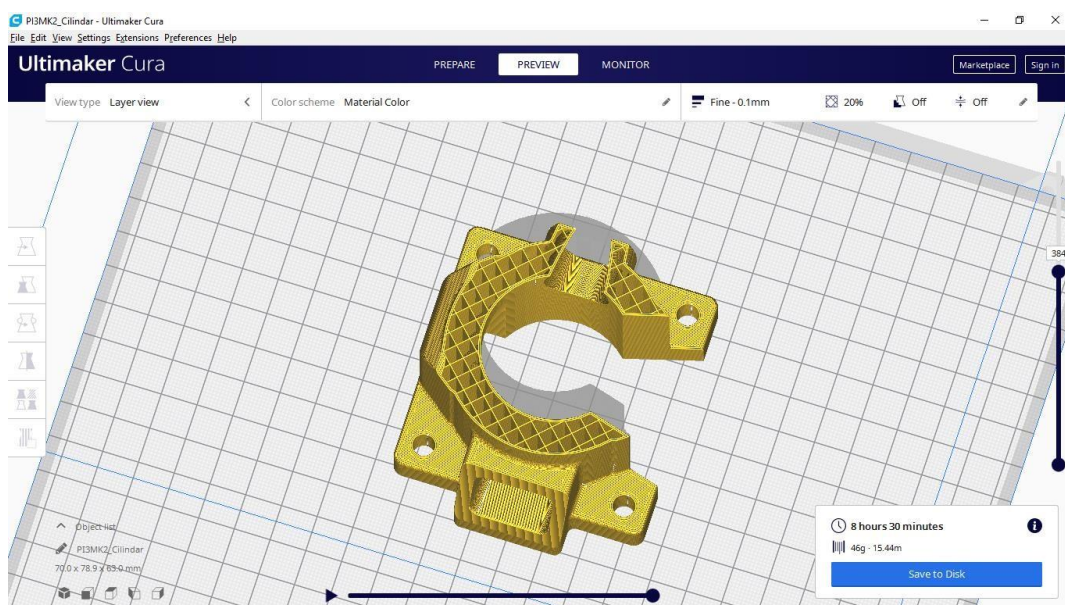 PI3MK2_Cilindar - Ultimaker Cura
File Edit View Settings Extensions Preferences Help
Ultimaker Cura PREPARE PREVIEW MONITOR Marketplace Sign in
View type Layer view Color scheme Material Color Fine - 0.1mm 20% Off Off
384
Object list
PI3MK2_Cilindar
70.0 x 78.9 x 63.0 mm
8 hours 30 minutes
46g - 15.44m
Save to Disk